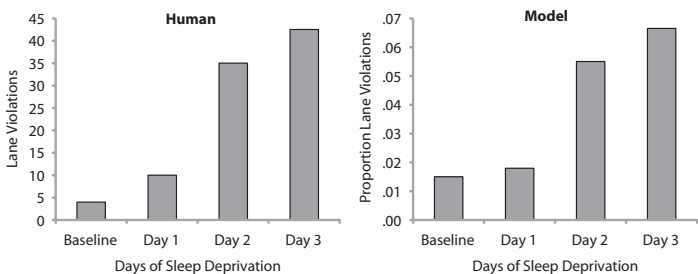 Human
Lane Violations
45
40
35
30
25
20
15
10
5
0
Baseline Day 1 Day 2 Day 3
Days of Sleep Deprivation
Model
Proportion Lane Violations
.07
.06
.05
.04
.03
.02
.01
.00
Baseline Day 1 Day 2 Day 3
Days of Sleep Deprivation